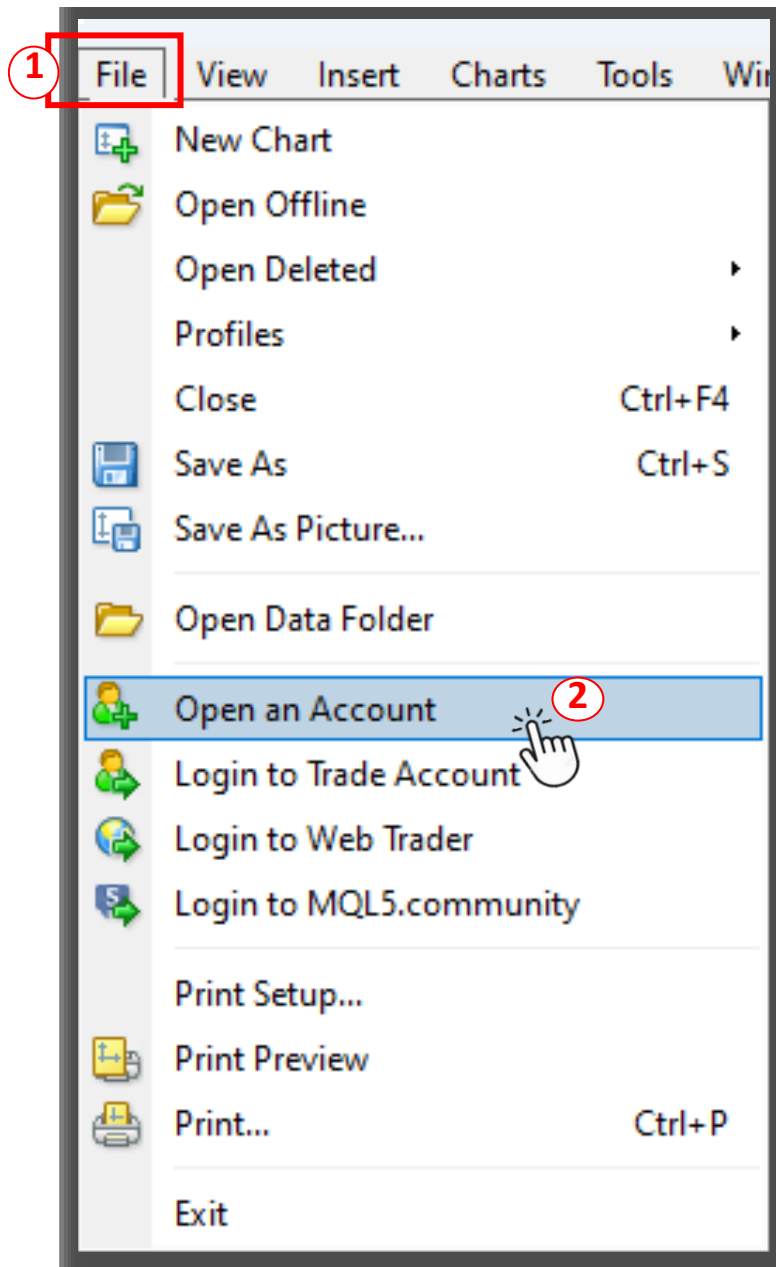 1
File View Insert Charts Tools
New Chart
Open Offline
Open Deleted
Profiles
Close Ctrl+F4
Save As Ctrl+S
Save As Picture...
Open Data Folder
Open an Account 2
Login to Trade Account
Login to Web Trader
Login to MQL5.community
Print Setup...
Print Preview
Print... Ctrl+P
Exit